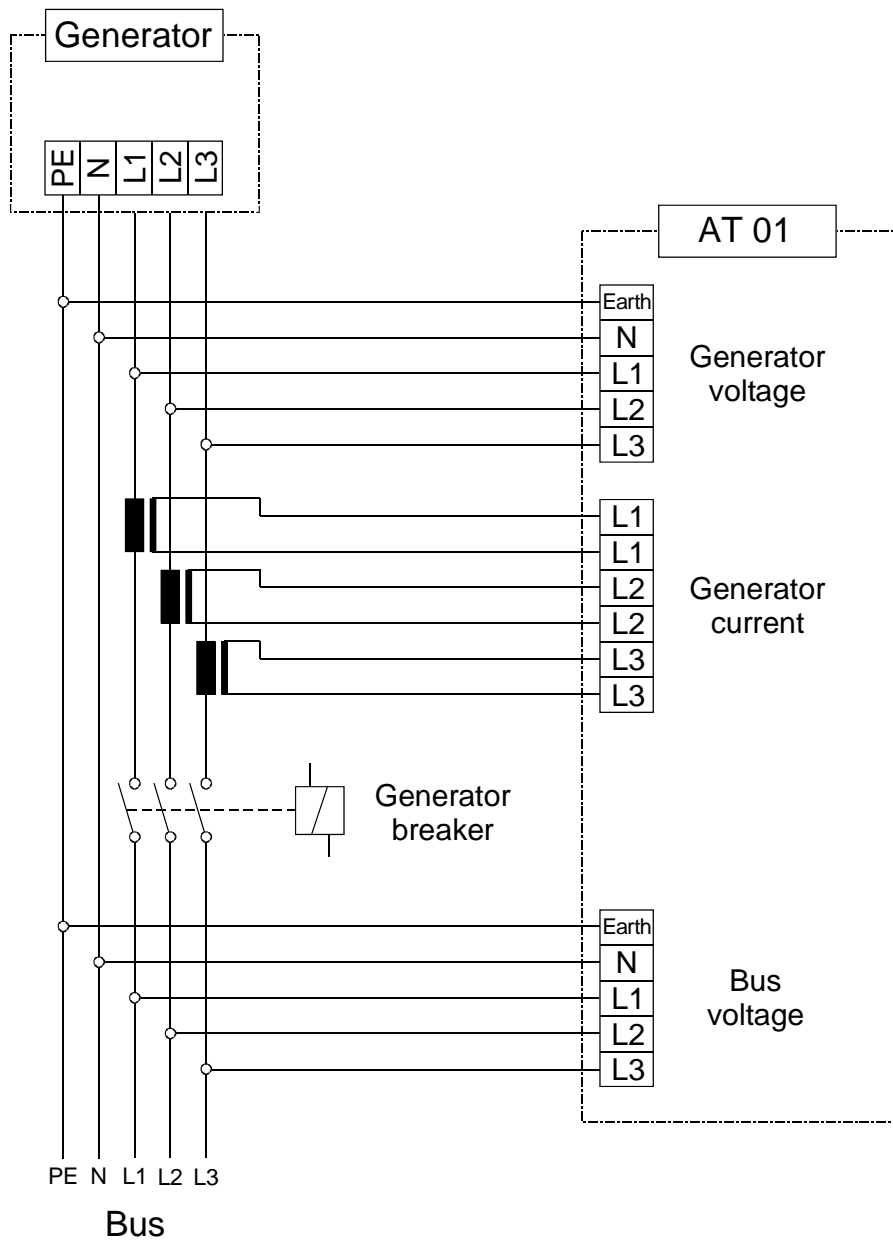 Generator
PE N L1 L2 L3
AT 01
Earth
N
L1
L2
L3
Generator
voltage
L1
L1
L2
L2
L3
L3
Generator
current
Generator
breaker
Earth
N
L1
L2
L3
Bus
voltage
PE N L1 L2 L3
Bus